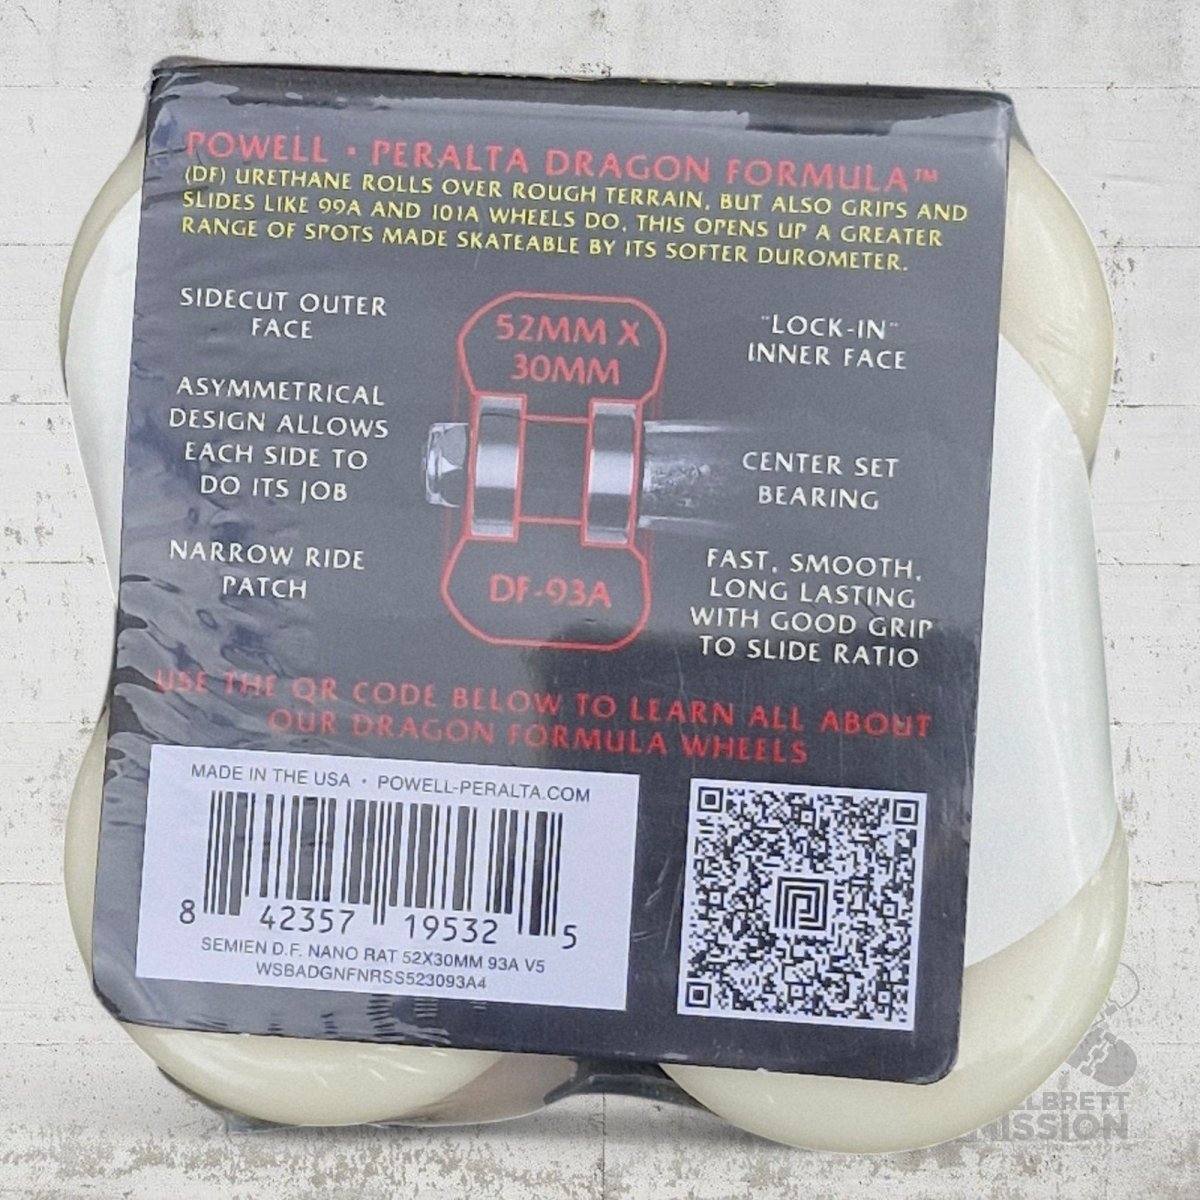 POWELL · PERALTA DRAGON FORMULA™
(DF) URETHANE ROLLS OVER ROUGH TERRAIN, BUT ALSO GRIPS AND
SLIDES LIKE 99A AND 101A WHEELS DO. THIS OPENS UP A GREATER
RANGE OF SPOTS MADE SKATEABLE BY ITS SOFTER DUROMETER.
SIDECUT OUTER
FACE
ASYMMETRICAL
DESIGN ALLOWS
EACH SIDE TO
DO ITS JOB
NARROW RIDE
PATCH
52MM X
30MM
DF-93A
"LOCK-IN"
INNER FACE
CENTER SET
BEARING
FAST, SMOOTH,
LONG LASTING
WITH GOOD GRIP
TO SLIDE RATIO
USE THE QR CODE BELOW TO LEARN ALL ABOUT
OUR DRAGON FORMULA WHEELS
MADE IN THE USA · POWELL-PERALTA.COM
8 42357 19532 5
SEMIEN D.F. NANO RAT 52X30MM 93A V5
WSBADGNFNRSS523093A4